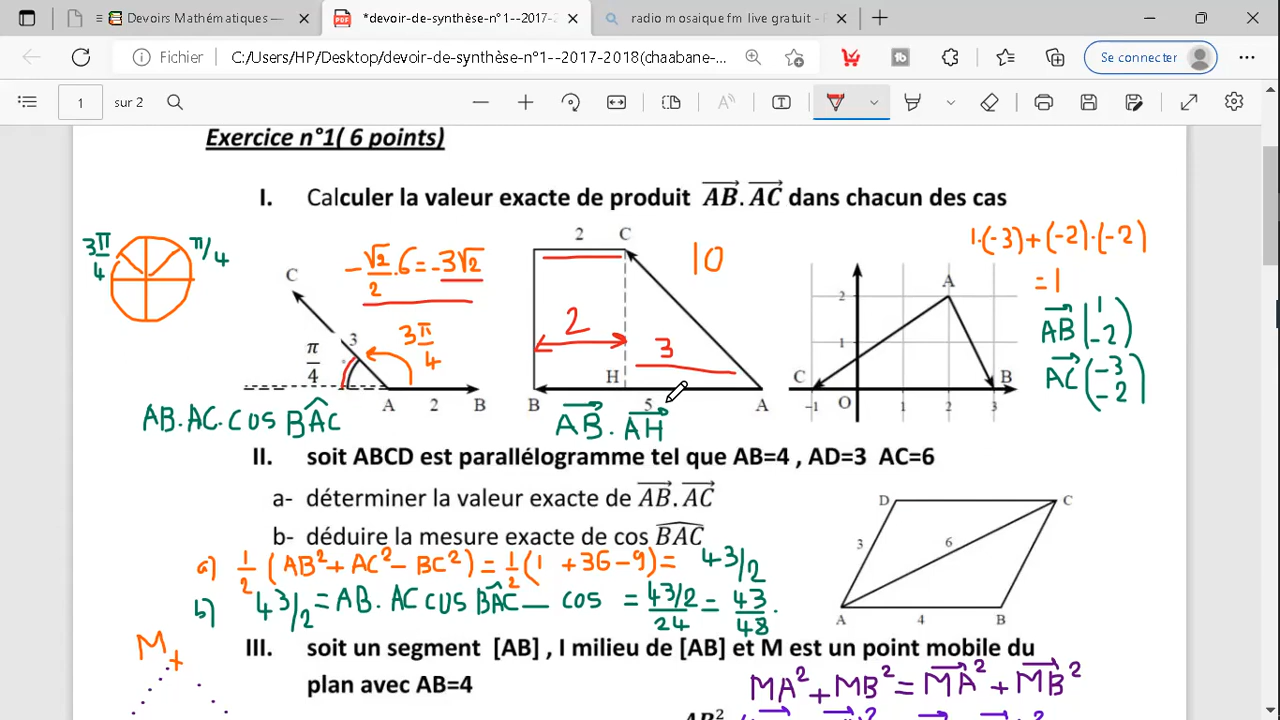 Devoirs Mathématiques —
*devoir-de-synthèse-n°1--2017-2
radio mosaique fm live gratuit - R
Fichier
C:/Users/HP/Desktop/devoir-de-synthèse-n°1--2017-2018(chaabane-...
Se connecter
1 sur 2
Exercice n°1( 6 points)
I. Calculer la valeur exacte de produit AB. AC dans chacun des cas
3π/4
π/4
-√2/2 . 6 = -3√2
C
3
π/4
3π/4
A 2 B
AB.AC.COS BAC
2 C
10
2
3
H
B 5 A
AB . AH
1.(-3)+(-2).(-2)
= 1
AB (1 -2)
AC (-3 -2)
2
A
1
C
B
-1 O 1 2 3
II. soit ABCD est parallélogramme tel que AB=4 , AD=3 AC=6
a- déterminer la valeur exacte de AB. AC
b- déduire la mesure exacte de cos BAC
D C
3 6
A 4 B
a) 1/2 (AB² + AC² - BC²) = 1/2 (1 +36 -9) = 43/2
b) 43/2 = AB. AC COS BAC — cos = 43/2/24 = 43/48 .
M
III. soit un segment [AB] , I milieu de [AB] et M est un point mobile du
plan avec AB=4
MA² + MB² = MA² + MB²
AB²